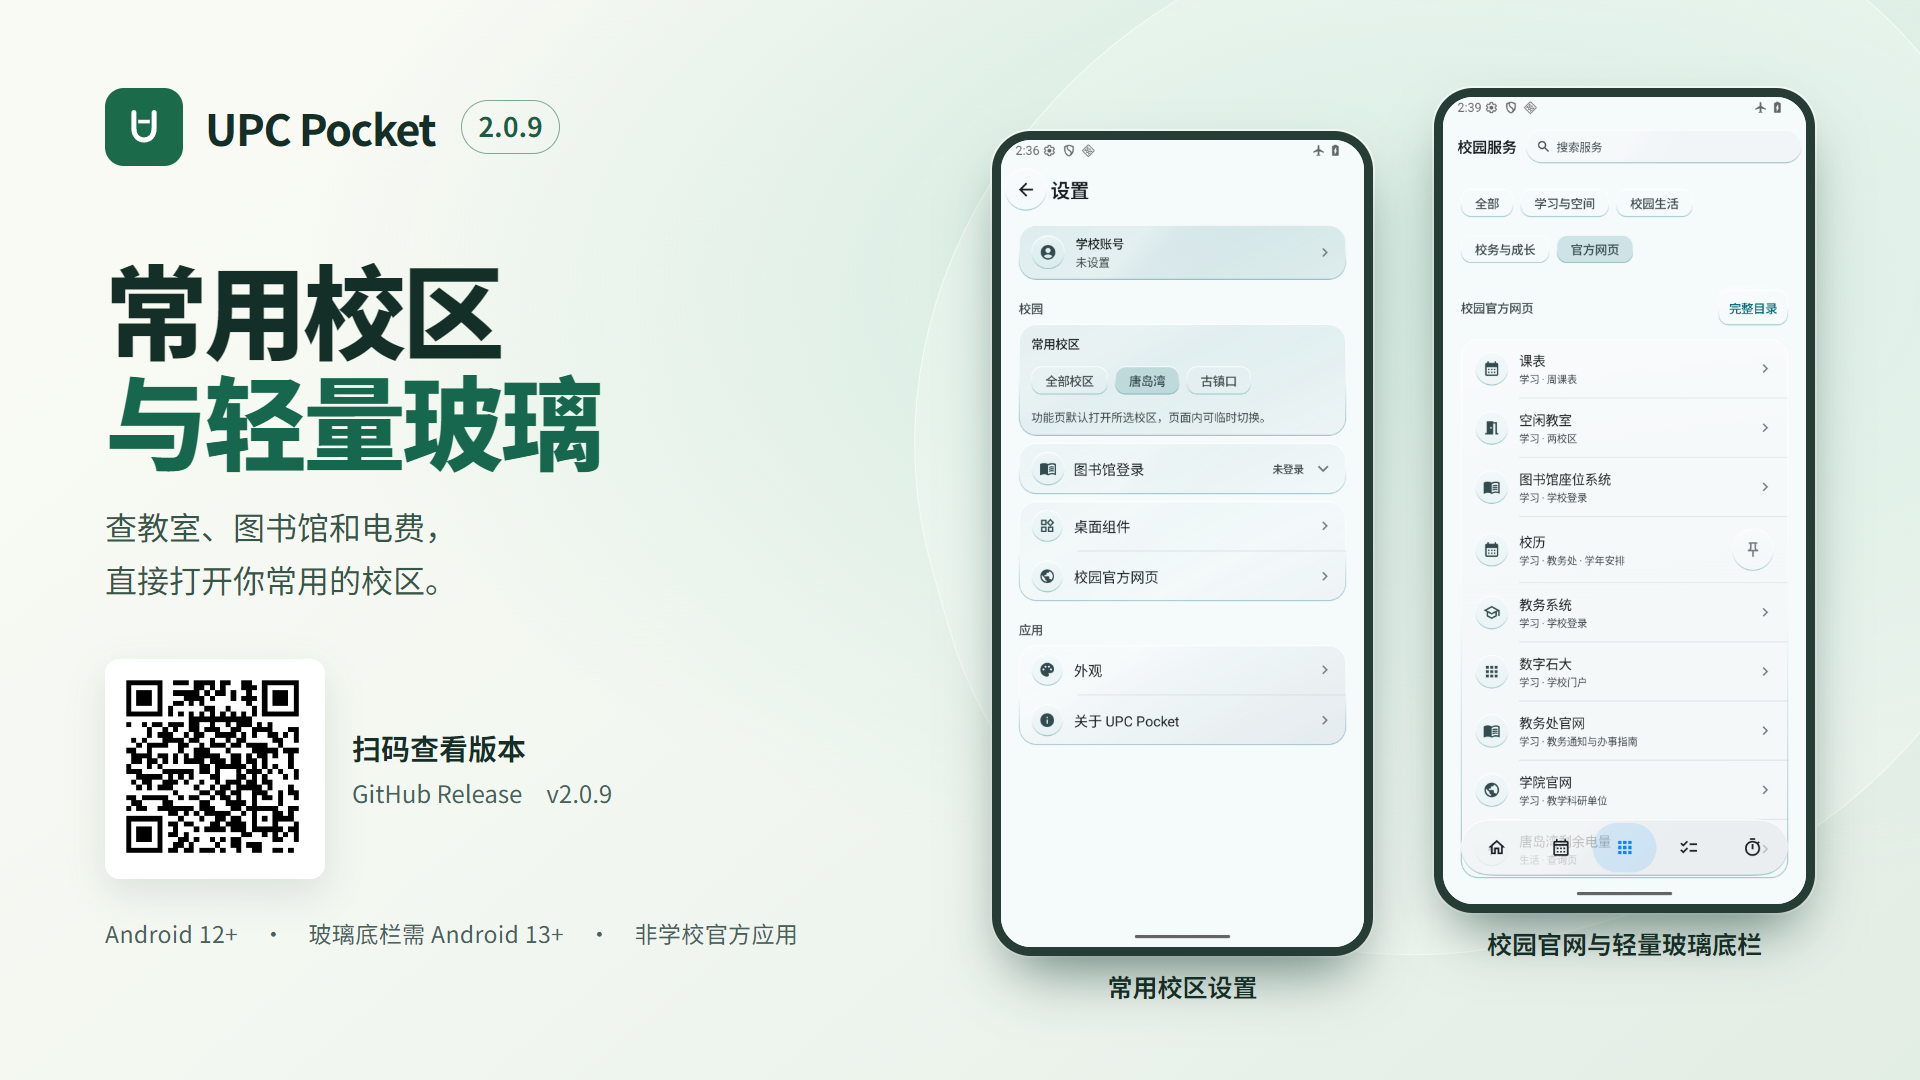 UPC Pocket 2.0.9
常用校区
与轻量玻璃
查教室、图书馆和电费，
直接打开你常用的校区。
扫码查看版本
GitHub Release v2.0.9
Android 12+ • 玻璃底栏需 Android 13+ • 非学校官方应用
2:36
设置
学校账号
未设置
校园
常用校区
全部校区 唐岛湾 古镇口
功能页默认打开所选校区，页面内可临时切换。
图书馆登录 未登录
桌面组件
校园官方网页
应用
外观
关于 UPC Pocket
常用校区设置
2:39
校园服务 搜索服务
全部 学习与空间 校园生活
校务与成长 官方网页
校园官方网页 完整目录
课表
学习 · 周课表
空闲教室
学习 · 两校区
图书馆座位系统
学习 · 学校登录
校历
学习 · 教务处 · 学年安排
教务系统
学习 · 学校登录
数字石大
学习 · 学校门户
教务处官网
学习 · 教务通知与办事指南
学院官网
学习 · 教学科研单位
唐岛湾剩余电量
生活 · 查询页
校园官网与轻量玻璃底栏